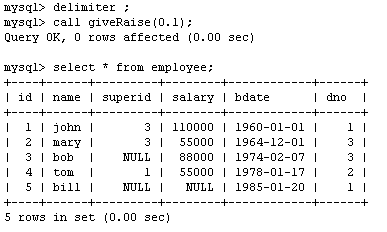 mysql> delimiter ;
mysql> call giveRaise(0.1);
Query OK, 0 rows affected (0.00 sec)

mysql> select * from employee;
+----+------+---------+--------+------------+------+
| id | name | superid | salary | bdate      | dno  |
+----+------+---------+--------+------------+------+
|  1 | john |       3 | 110000 | 1960-01-01 |    1 |
|  2 | mary |       3 |  55000 | 1964-12-01 |    3 |
|  3 | bob  |    NULL |  88000 | 1974-02-07 |    3 |
|  4 | tom  |       1 |  55000 | 1978-01-17 |    2 |
|  5 | bill |    NULL |   NULL | 1985-01-20 |    1 |
+----+------+---------+--------+------------+------+
5 rows in set (0.00 sec)